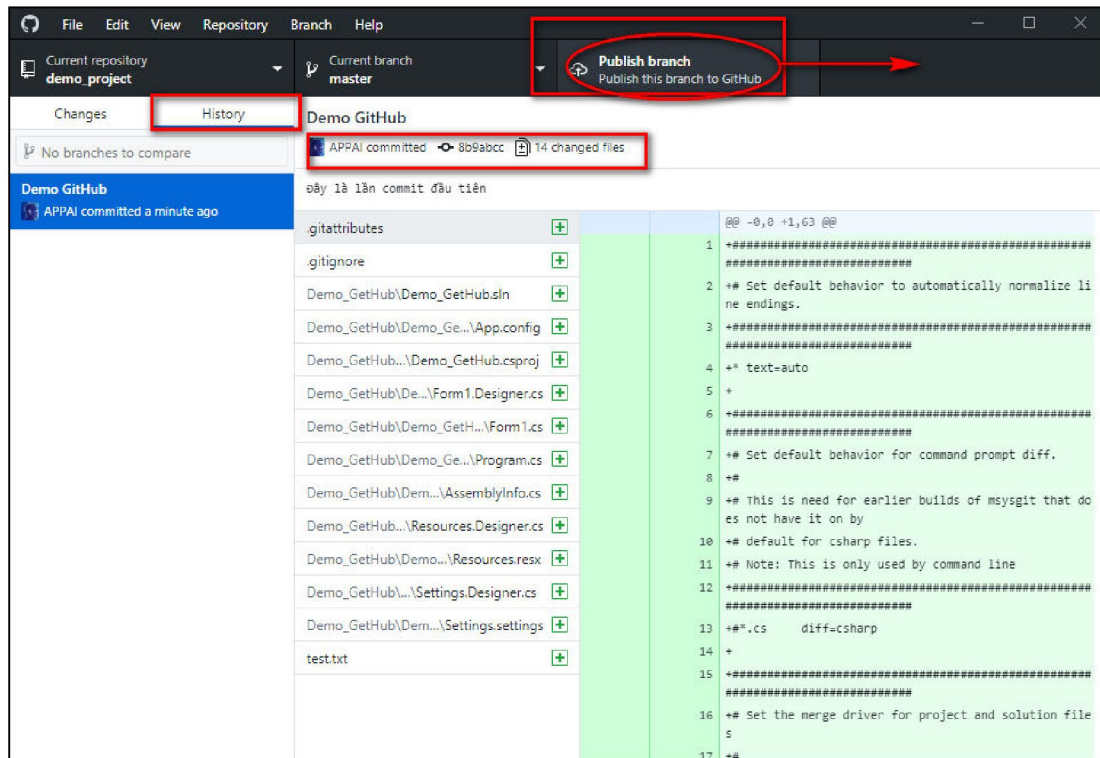 File Edit View Repository Branch Help
Current repository
demo_project
Current branch
master
Publish branch
Publish this branch to GitHub
Changes History
No branches to compare
Demo GitHub
APPAI committed a minute ago
Demo GitHub
APPAI committed 8b9abcc 14 changed files
Đây là lần commit đầu tiên
.gitattributes
.gitignore
Demo_GetHub\Demo_GetHub.sln
Demo_GetHub\Demo_Ge...\App.config
Demo_GetHub...\Demo_GetHub.csproj
Demo_GetHub\De...\Form1.Designer.cs
Demo_GetHub\Demo_GetH...\Form1.cs
Demo_GetHub\Demo_Ge...\Program.cs
Demo_GetHub\Dem...\AssemblyInfo.cs
Demo_GetHub...\Resources.Designer.cs
Demo_GetHub\Demo...\Resources.resx
Demo_GetHub\...\Settings.Designer.cs
Demo_GetHub\Dem...\Settings.settings
test.txt
@@ -0,0 +1,63 @@
1 +###################################################
###########################
2 +# Set default behavior to automatically normalize li
ne endings.
3 +###################################################
###########################
4 +* text=auto
5 +
6 +###################################################
###########################
7 +# Set default behavior for command prompt diff.
8 +#
9 +# This is need for earlier builds of msysgit that do
es not have it on by
10 +# default for csharp files.
11 +# Note: This is only used by command line
12 +###################################################
###########################
13 +#*.cs diff=csharp
14 +
15 +###################################################
###########################
16 +# Set the merge driver for project and solution file
s
17 +#